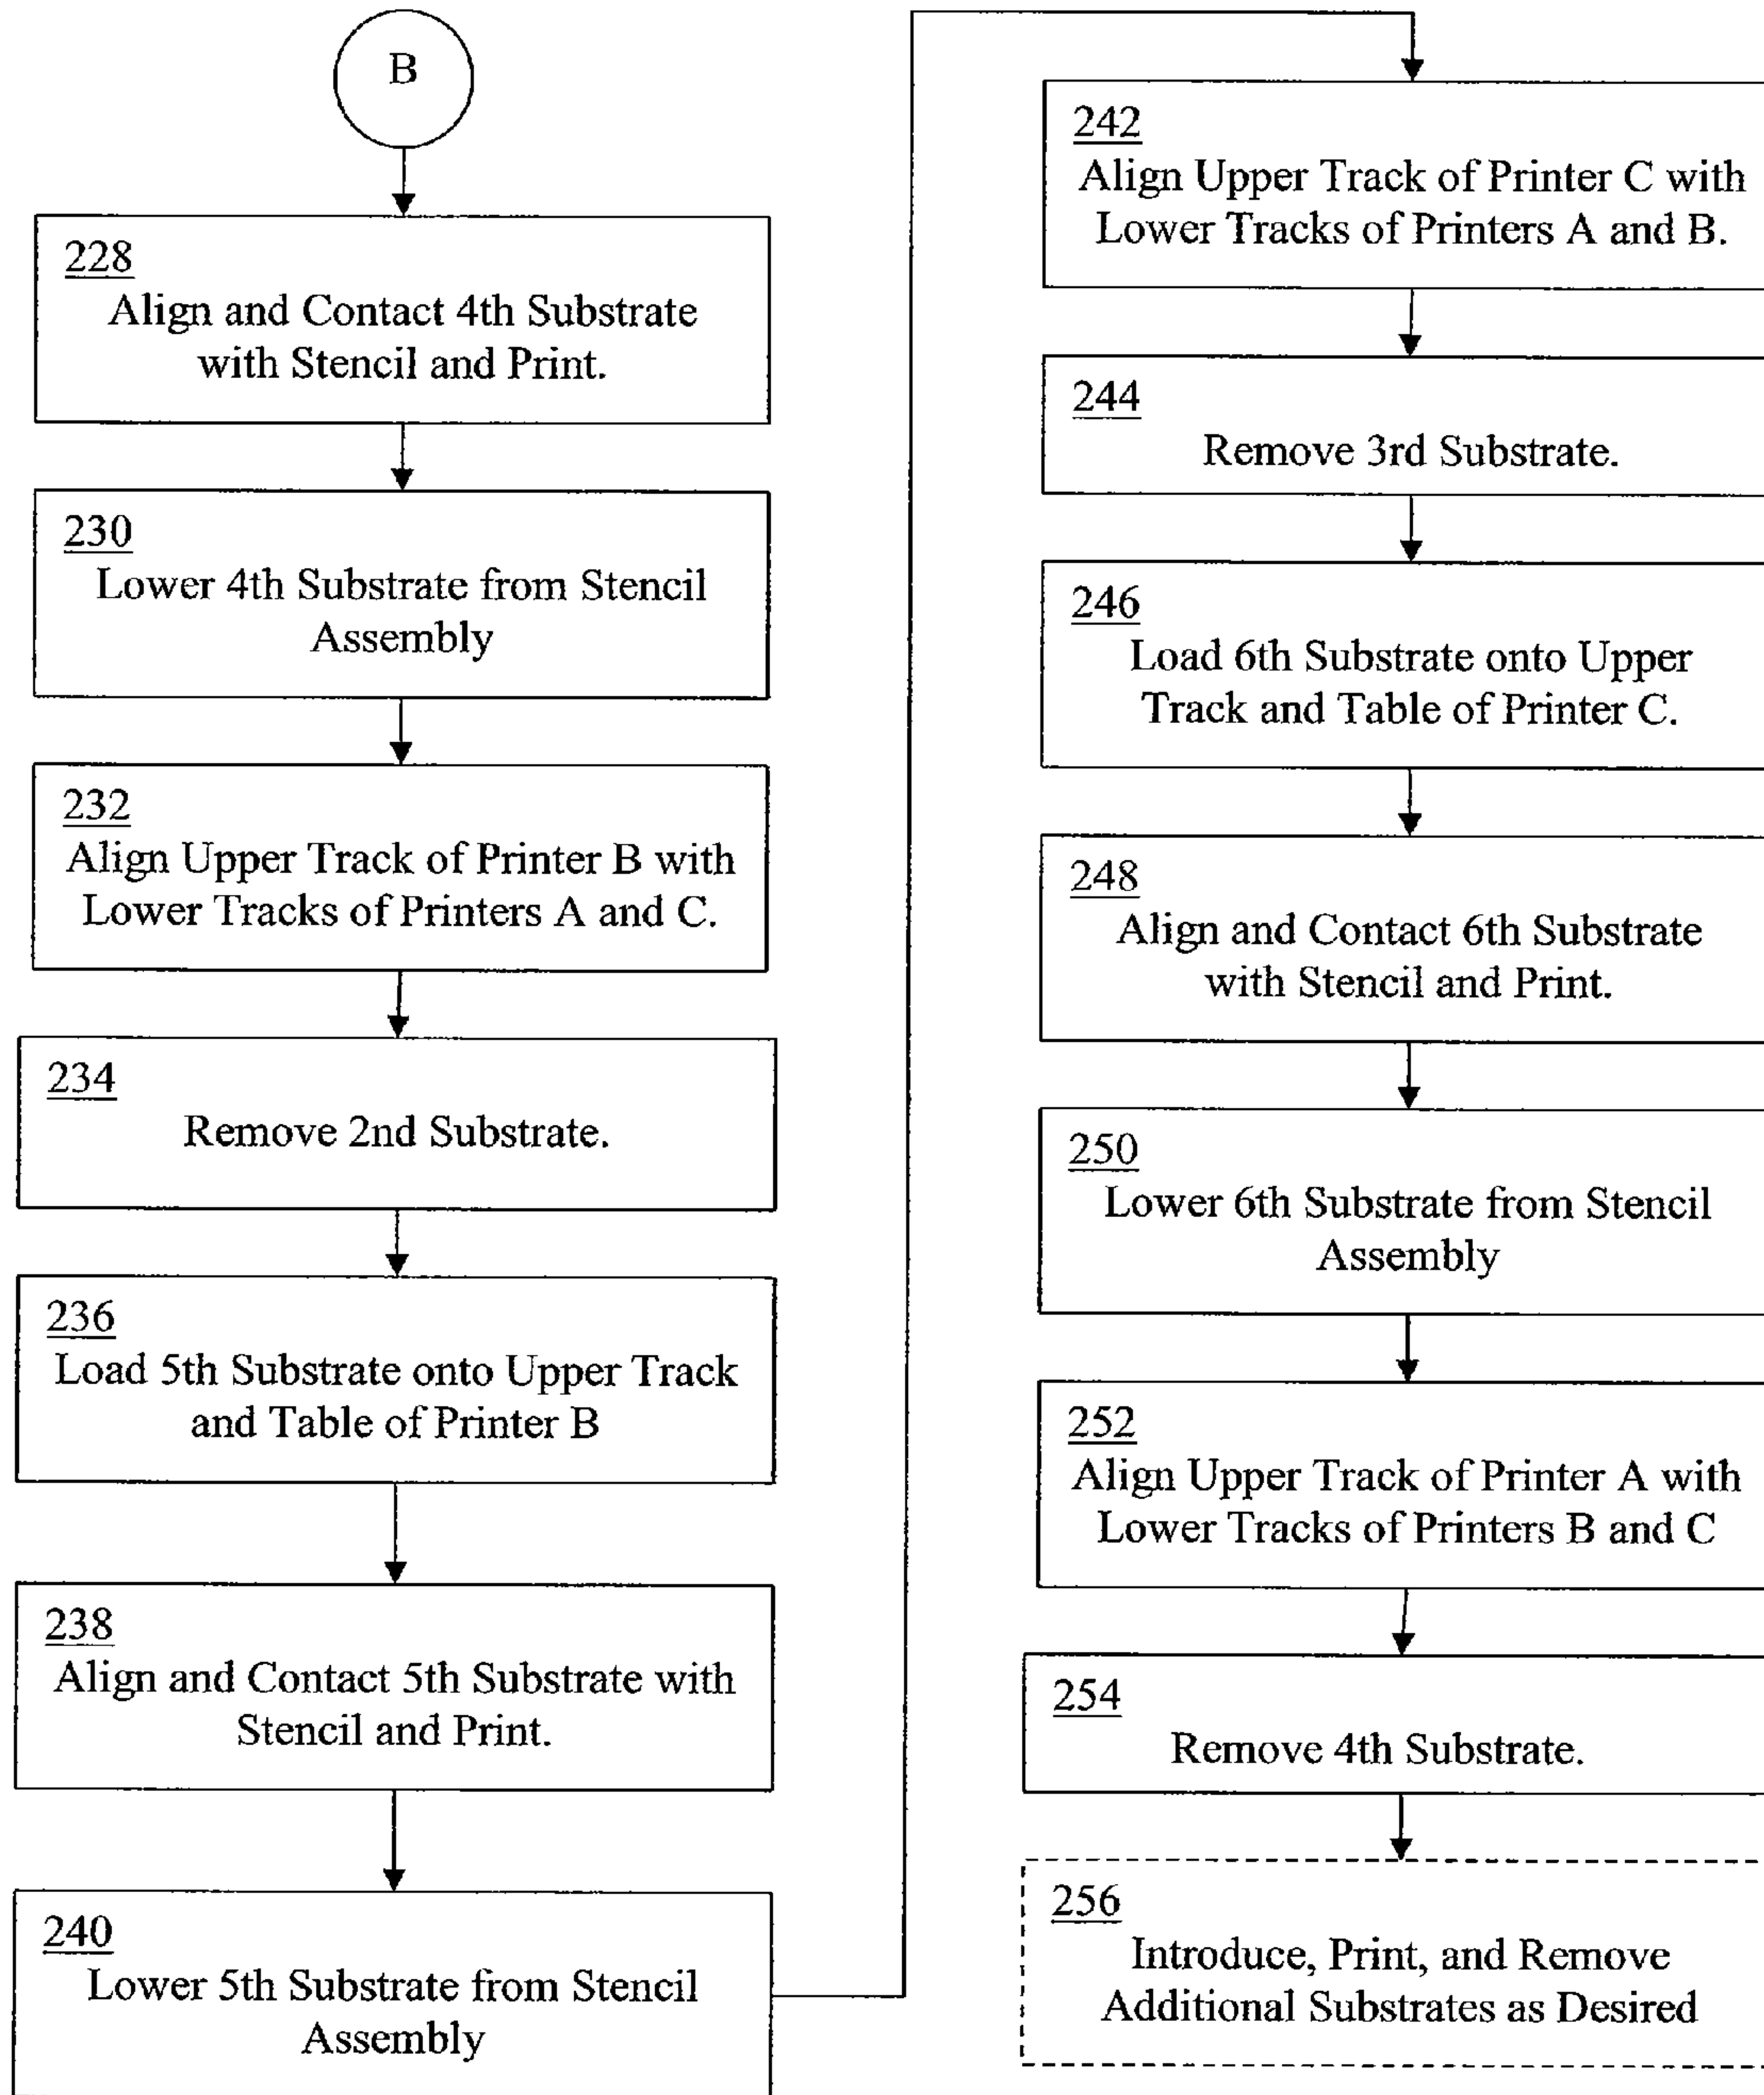 B
228
Align and Contact 4th Substrate
with Stencil and Print.
230
Lower 4th Substrate from Stencil
Assembly
232
Align Upper Track of Printer B with
Lower Tracks of Printers A and C.
234
Remove 2nd Substrate.
236
Load 5th Substrate onto Upper Track
and Table of Printer B
238
Align and Contact 5th Substrate with
Stencil and Print.
240
Lower 5th Substrate from Stencil
Assembly
242
Align Upper Track of Printer C with
Lower Tracks of Printers A and B.
244
Remove 3rd Substrate.
246
Load 6th Substrate onto Upper
Track and Table of Printer C.
248
Align and Contact 6th Substrate
with Stencil and Print.
250
Lower 6th Substrate from Stencil
Assembly
252
Align Upper Track of Printer A with
Lower Tracks of Printers B and C
254
Remove 4th Substrate.
256
Introduce, Print, and Remove
Additional Substrates as Desired